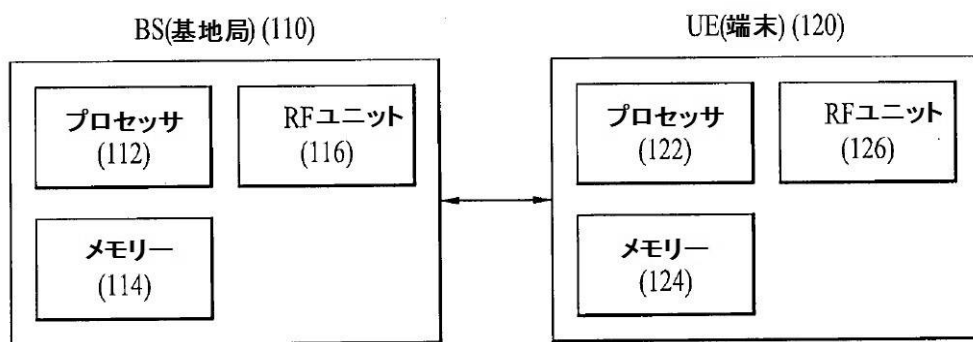 BS(基地局) (110)
プロセッサ
(112)
RFユニット
(116)
メモリー
(114)
UE(端末) (120)
プロセッサ
(122)
RFユニット
(126)
メモリー
(124)